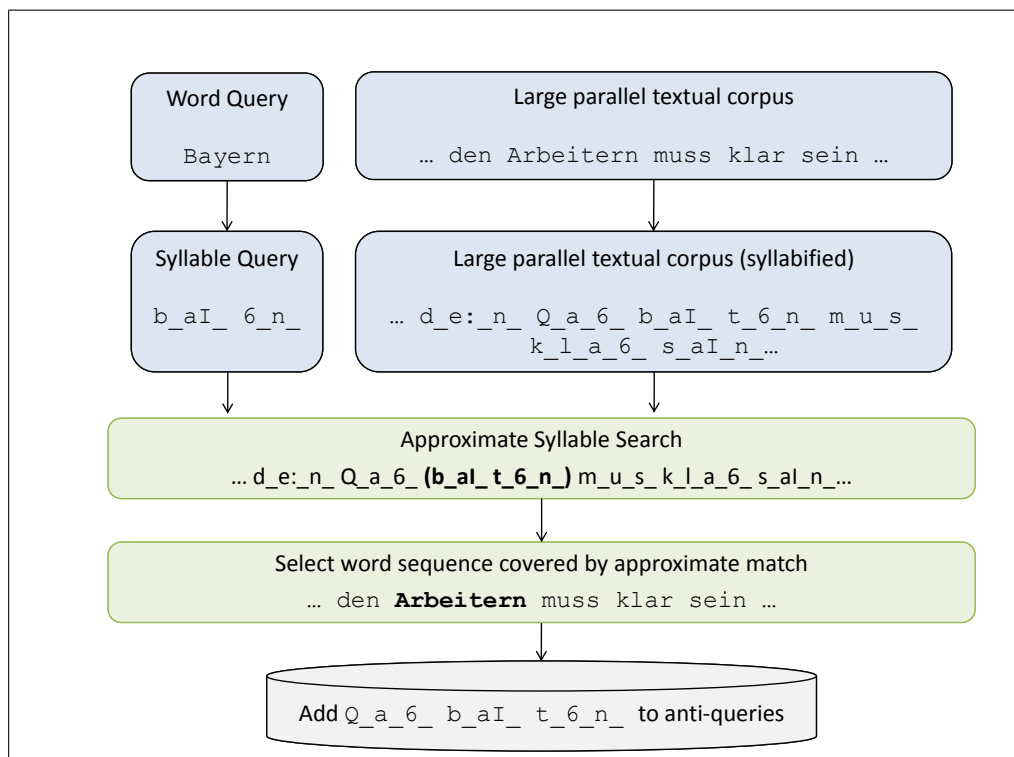 Word Query
Bayern
Large parallel textual corpus
… den Arbeitern muss klar sein …
Syllable Query
b_aI_ 6_n_
Large parallel textual corpus (syllabified)
… d_e:_n_ Q_a_6_ b_aI_ t_6_n_ m_u_s_
k_l_a_6_ s_aI_n_…
Approximate Syllable Search
… d_e:_n_ Q_a_6_ (b_aI_ t_6_n_) m_u_s_ k_l_a_6_ s_aI_n_…
Select word sequence covered by approximate match
… den Arbeitern muss klar sein …
Add Q_a_6_ b_aI_ t_6_n_ to anti-queries